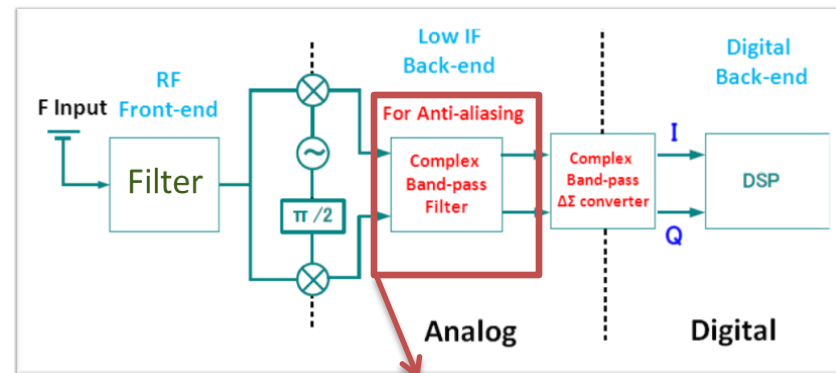 Low IF
Back-end
Digital
Back-end
RF
Front-end
F Input
For Anti-aliasing
Filter
~
π /2
Complex
Band-pass
Filter
Complex
Band-pass
ΔΣ converter
I
Q
DSP
Analog
Digital